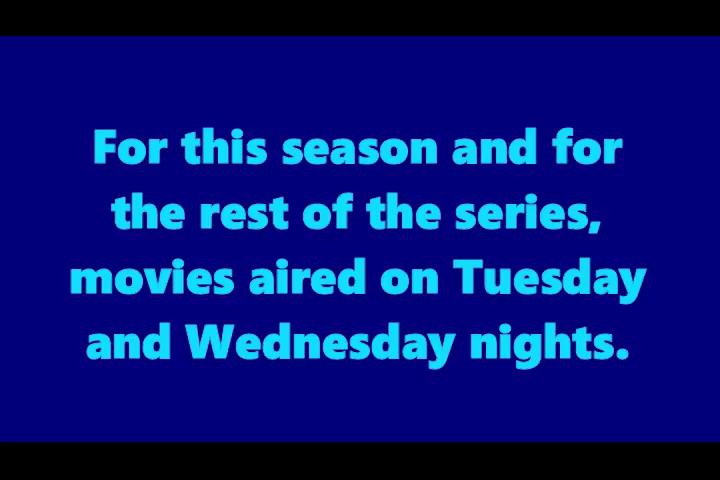 For this season and for
the rest of the series,
movies aired on Tuesday
and Wednesday nights.